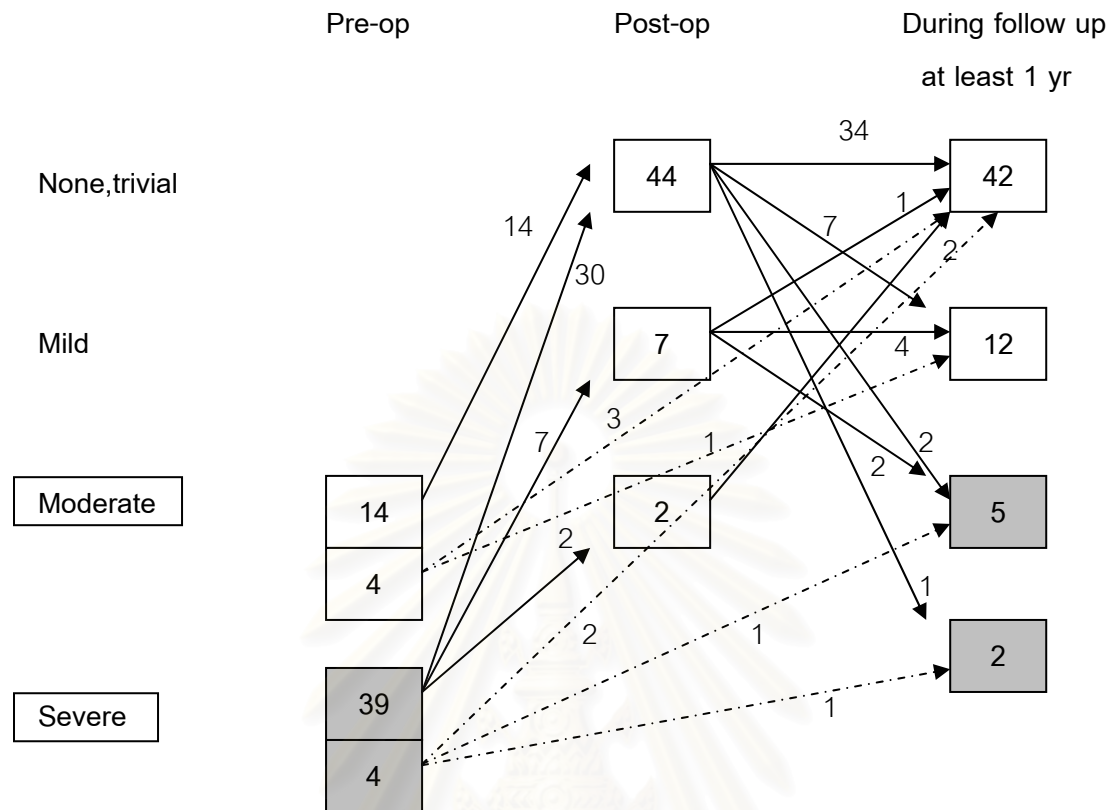 Pre-op Post-op During follow up
at least 1 yr
34
None,trivial 44 42
1
14 7
2
30
Mild 7 12
4
3
7 1 2
2
Moderate 14 2 5
2
4 1
2 1
2
Severe 39 1
4